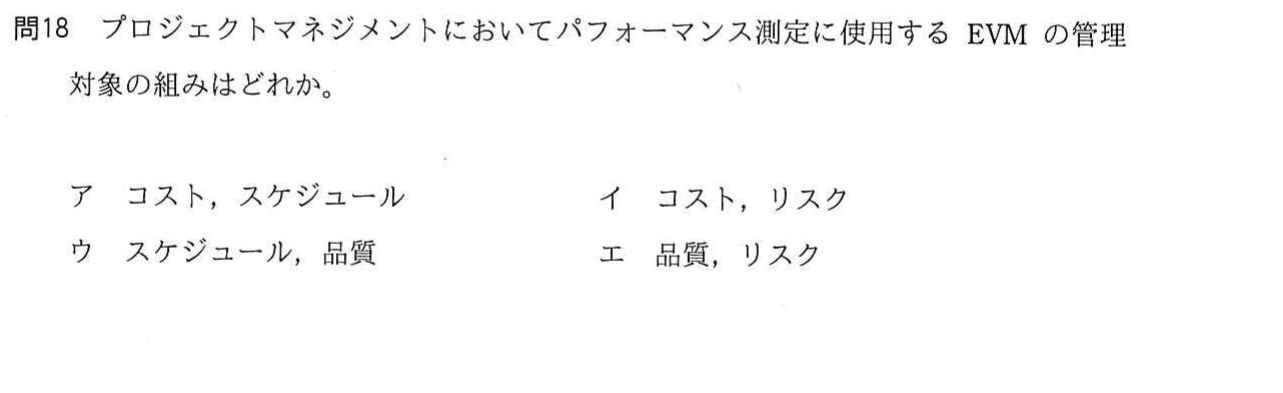 問18 プロジェクトマネジメントにおいてパフォーマンス測定に使用する EVM の管理
対象の組みはどれか。
ア コスト，スケジュール イ コスト，リスク
ウ スケジュール，品質 エ 品質，リスク